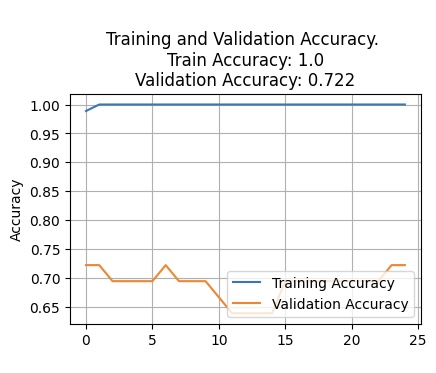 Training and Validation Accuracy.
Train Accuracy: 1.0
Validation Accuracy: 0.722
1.00
0.95
0.90
0.85
0.80
0.75
0.70
0.65
Accuracy
Training Accuracy
Validation Accuracy
0 5 10 15 20 25